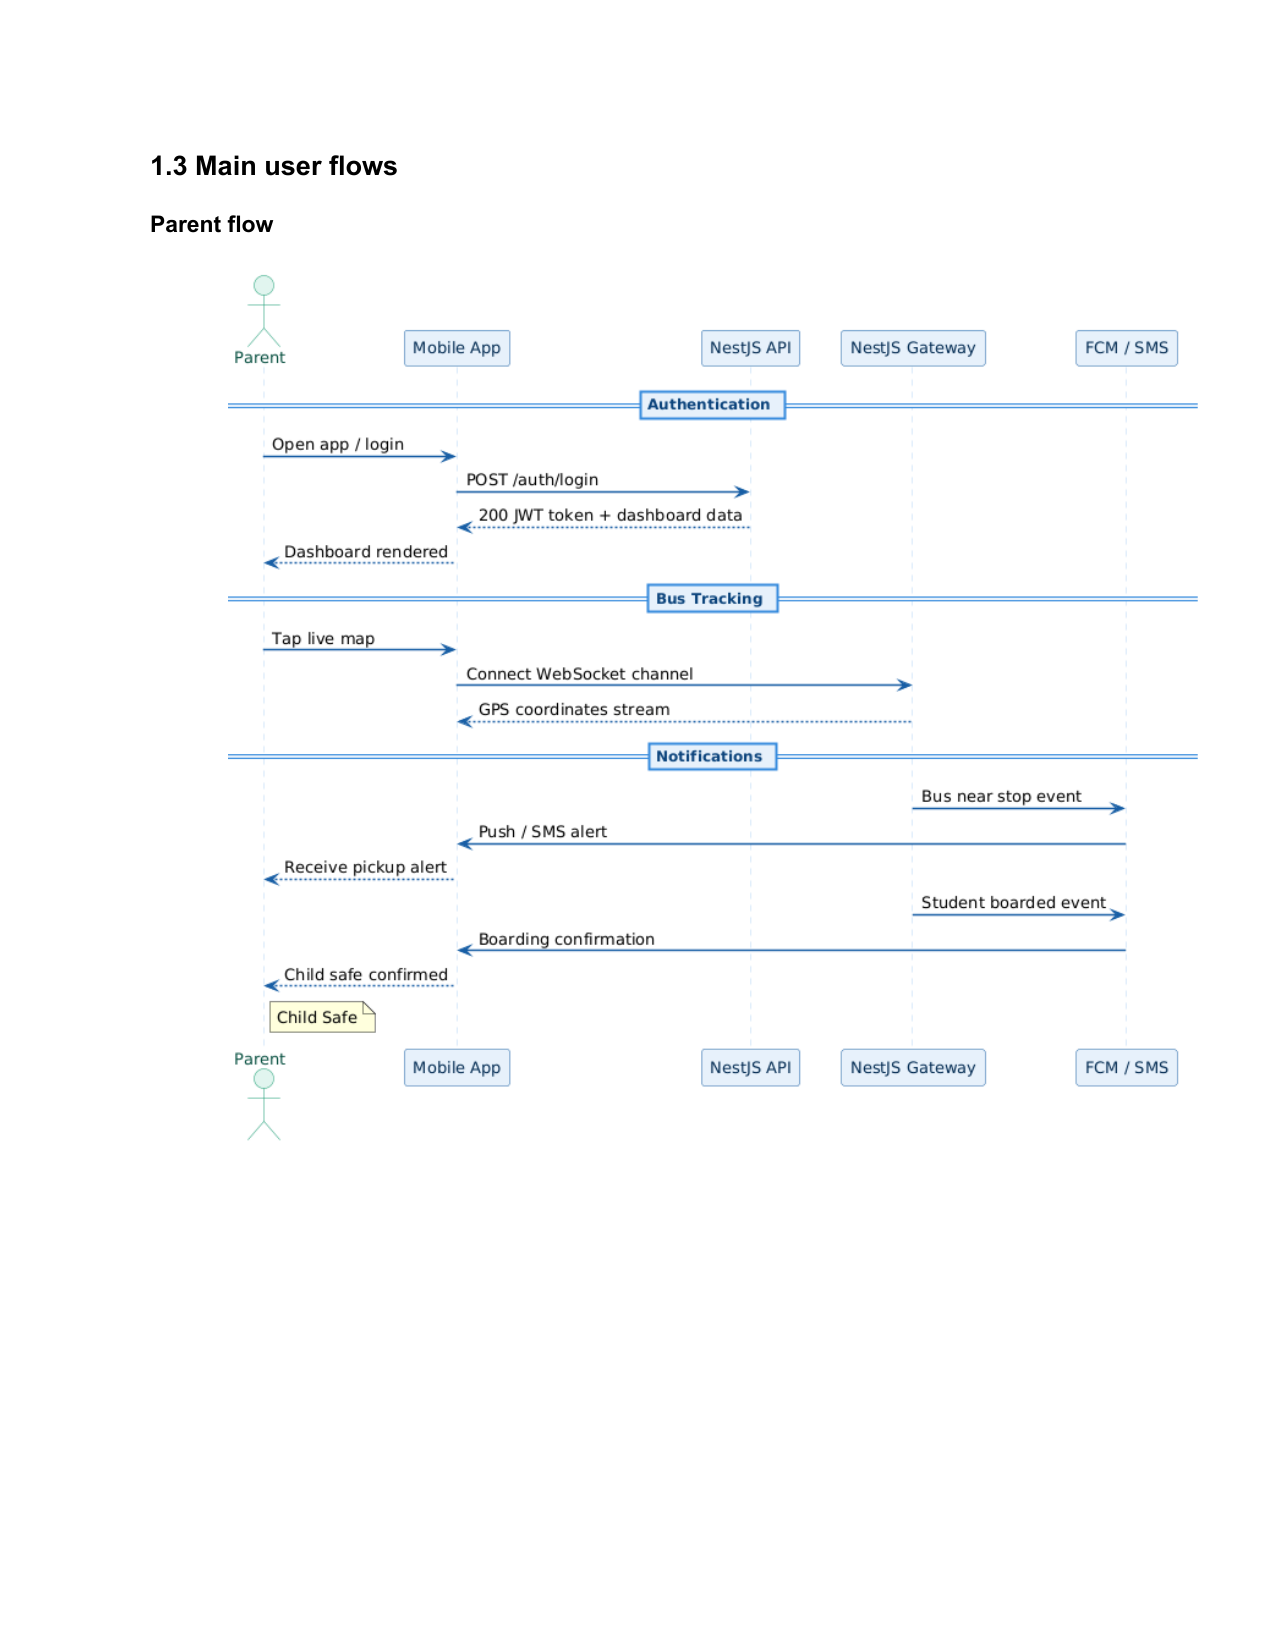 1.3 Main user flows
Parent flow
Parent
Mobile App
NestJS API
NestJS Gateway
FCM / SMS
Authentication
Open app / login
POST /auth/login
200 JWT token + dashboard data
Dashboard rendered
Bus Tracking
Tap live map
Connect WebSocket channel
GPS coordinates stream
Notifications
Bus near stop event
Push / SMS alert
Receive pickup alert
Student boarded event
Boarding confirmation
Child safe confirmed
Child Safe
Parent
Mobile App
NestJS API
NestJS Gateway
FCM / SMS